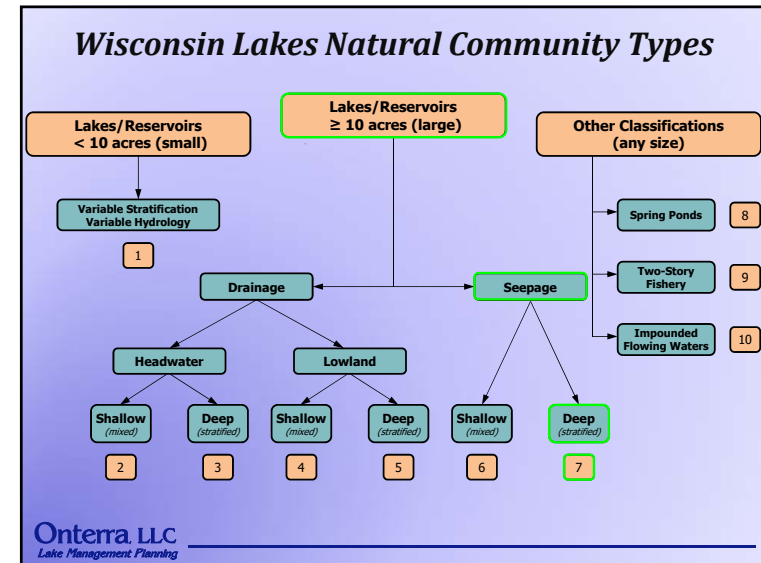 Wisconsin Lakes Natural Community Types
Lakes/Reservoirs
< 10 acres (small)
Lakes/Reservoirs
≥ 10 acres (large)
Other Classifications
(any size)
Variable Stratification
Variable Hydrology
1
Spring Ponds
8
Two-Story
Fishery
9
Impounded
Flowing Waters
10
Drainage
Seepage
Headwater
Lowland
Shallow
(mixed)
Deep
(stratified)
Shallow
(mixed)
Deep
(stratified)
Shallow
(mixed)
Deep
(stratified)
2
3
4
5
6
7
Onterra LLC
Lake Management Planning